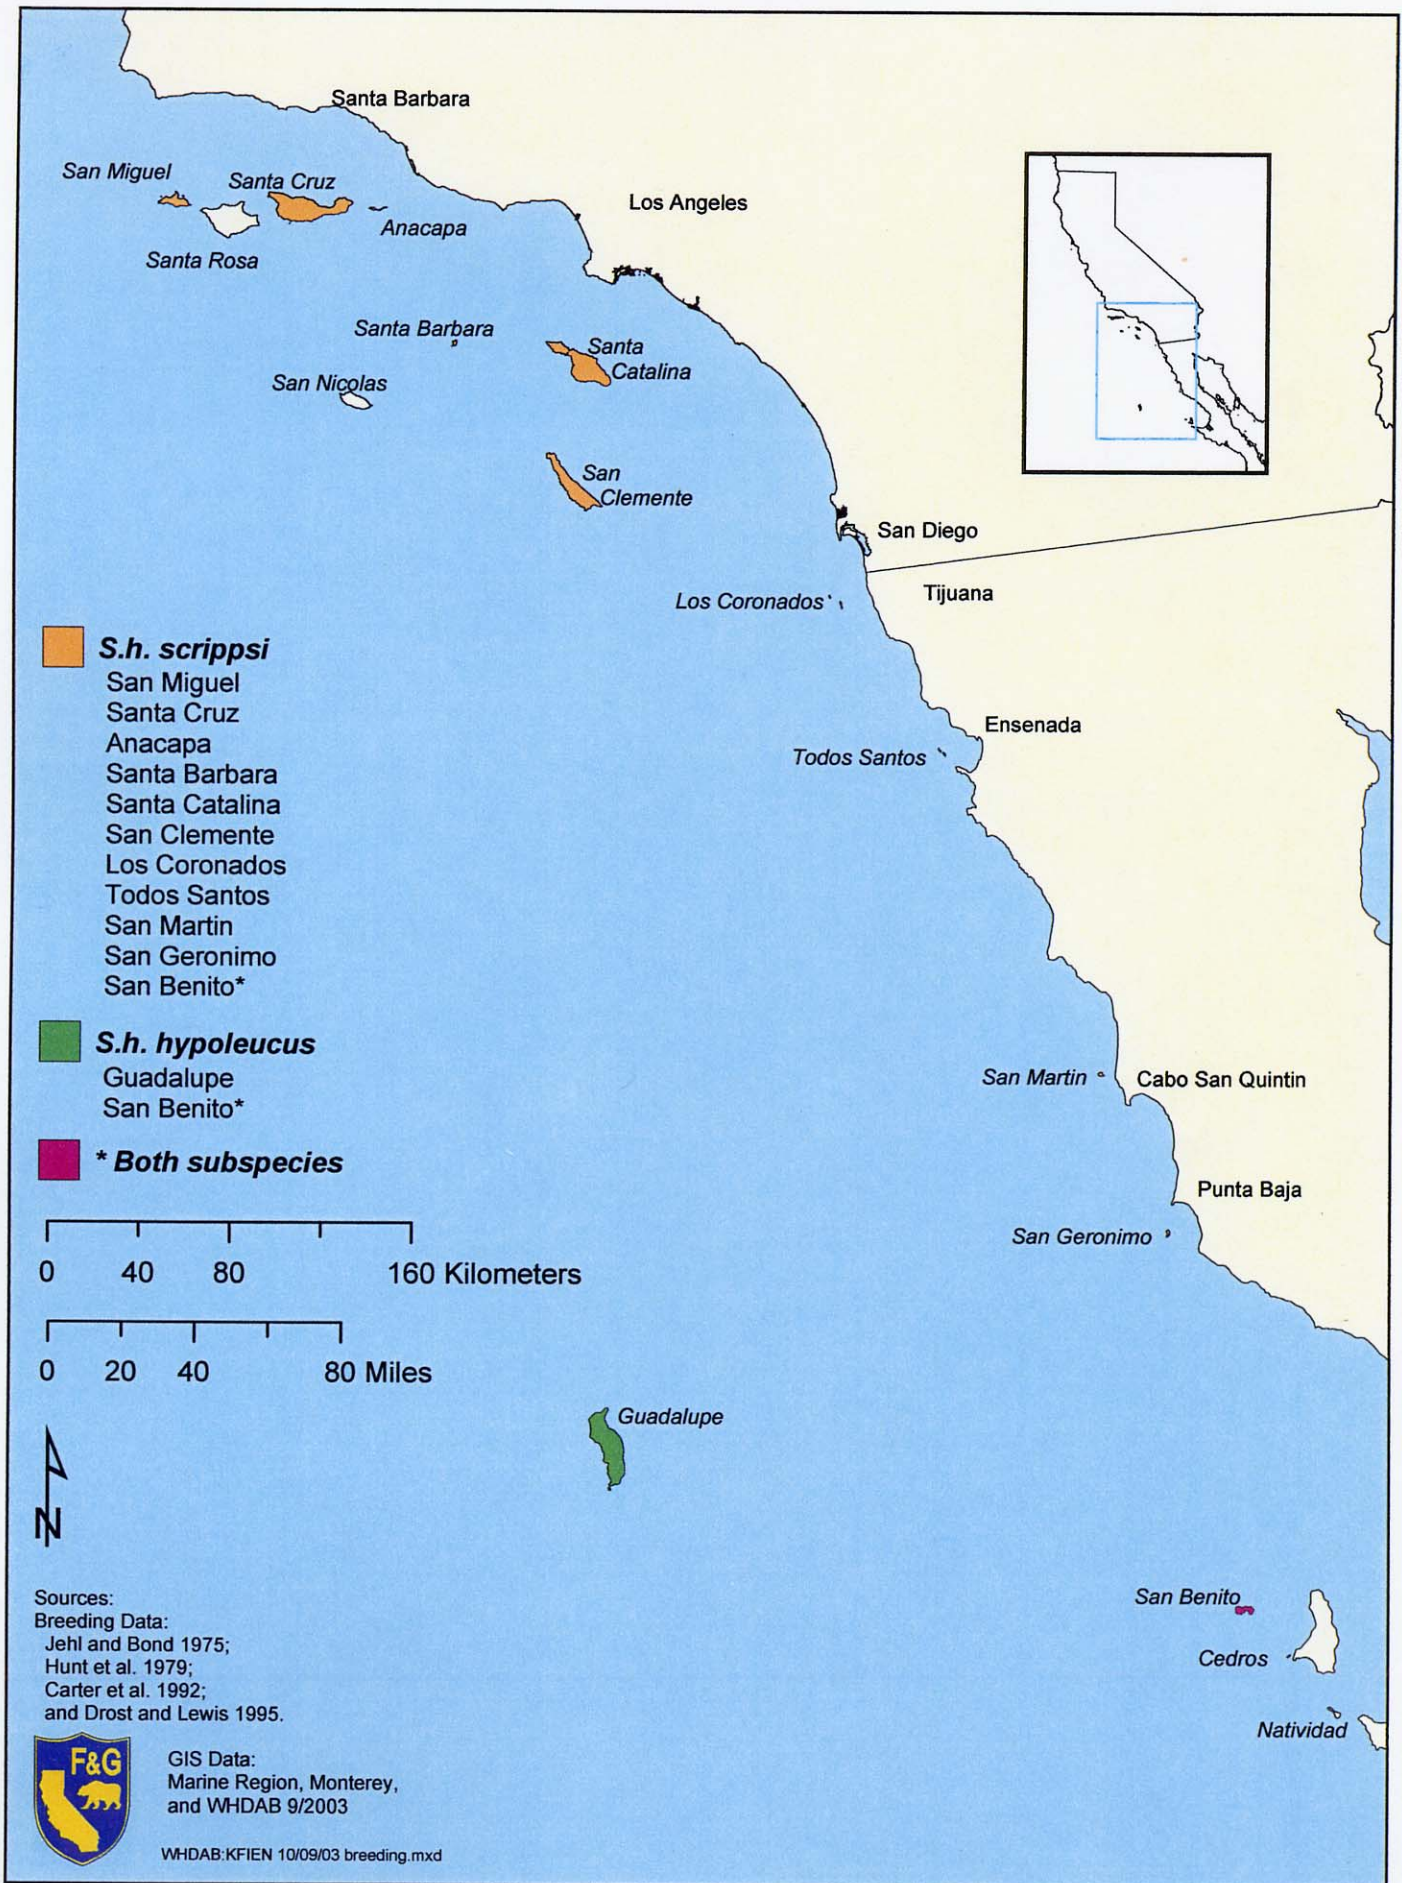 Santa Barbara
San Miguel
Santa Cruz
Los Angeles
Anacapa
Santa Rosa
Santa Barbara
Santa
Catalina
San Nicolas
San
Clemente
San Diego
Los Coronados
Tijuana
Ensenada
Todos Santos
San Martin
Cabo San Quintin
Punta Baja
San Geronimo
Guadalupe
San Benito
Cedros
Natividad
S.h. scrippsi
San Miguel
Santa Cruz
Anacapa
Santa Barbara
Santa Catalina
San Clemente
Los Coronados
Todos Santos
San Martin
San Geronimo
San Benito*
S.h. hypoleucus
Guadalupe
San Benito*
* Both subspecies
0 40 80 160 Kilometers
0 20 40 80 Miles
N
Sources:
Breeding Data:
Jehl and Bond 1975;
Hunt et al. 1979;
Carter et al. 1992;
and Drost and Lewis 1995.
F&G
GIS Data:
Marine Region, Monterey,
and WHDAB 9/2003
WHDAB:KFIEN 10/09/03 breeding.mxd